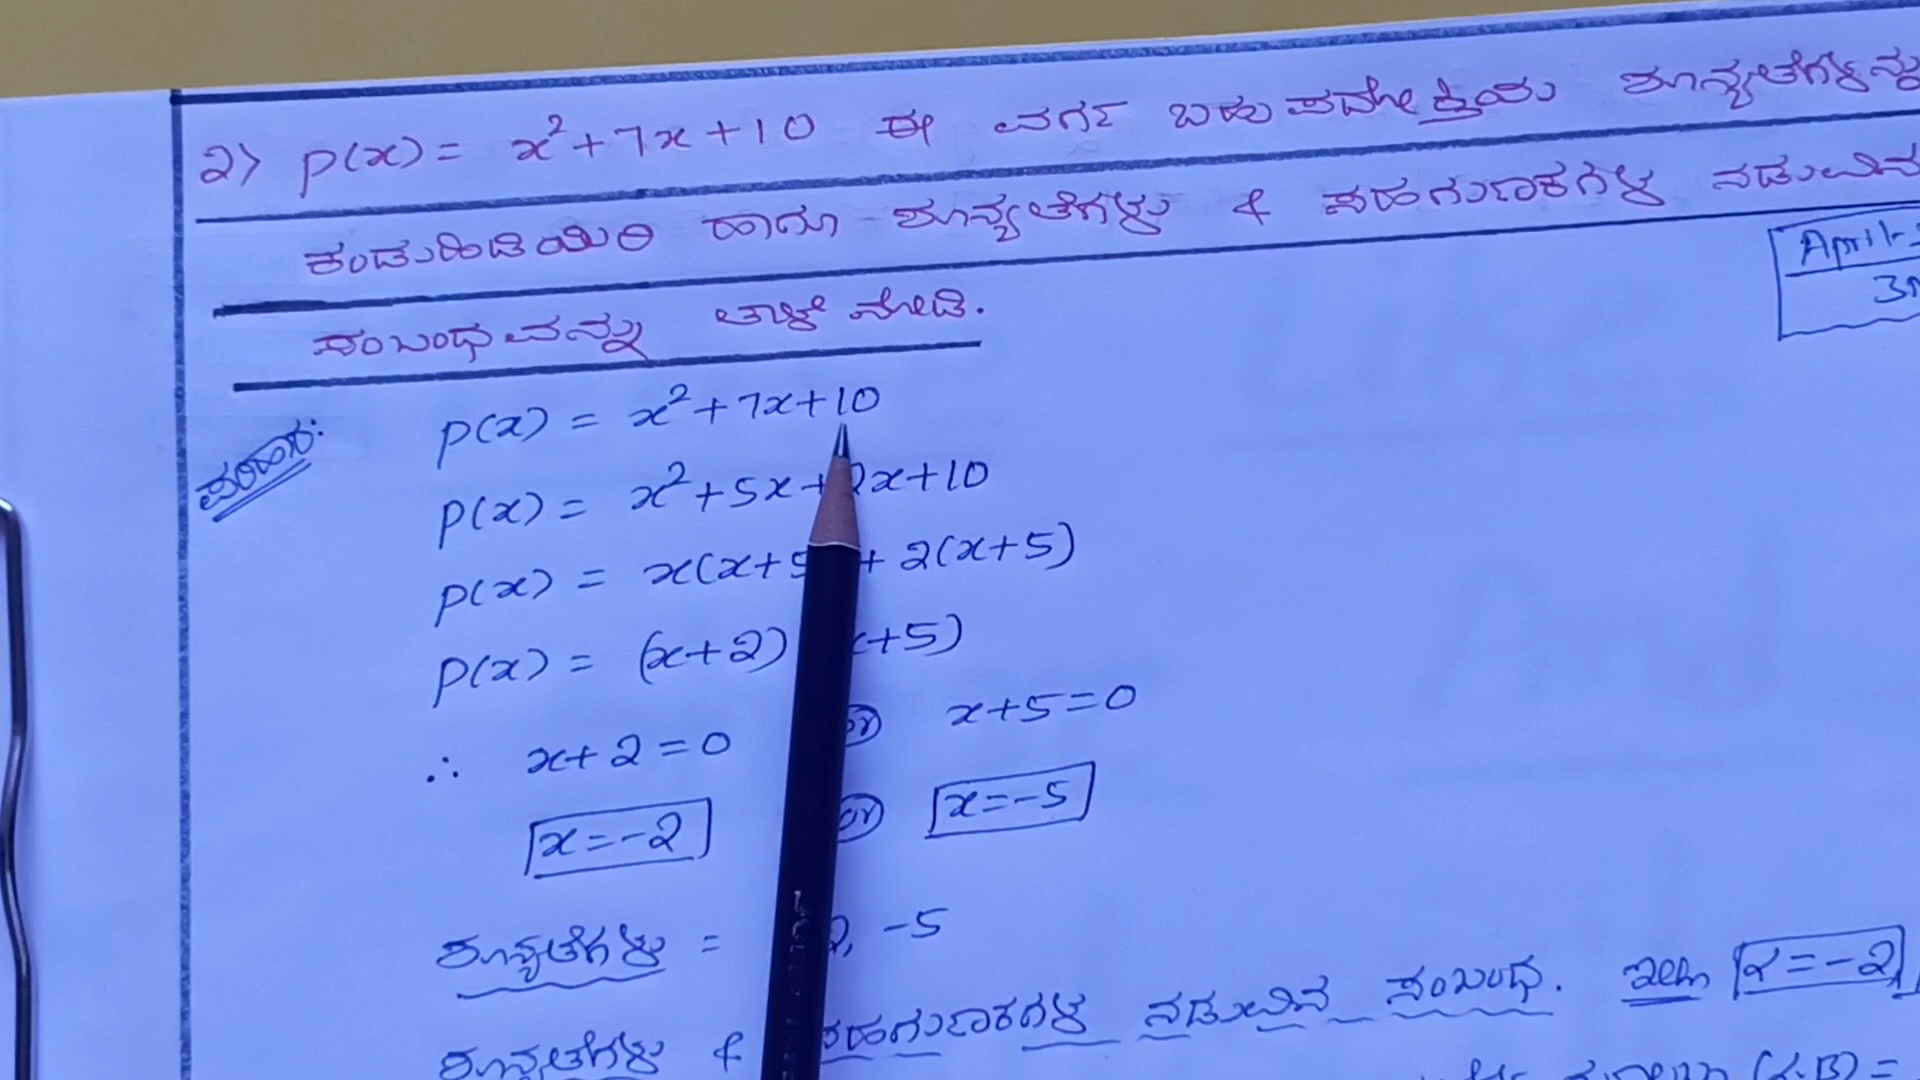 2) p(x) = x²+7x+10 ಈ ವರ್ಗ ಬಹುಪದೋಕ್ತಿಯ ಶೂನ್ಯತೆಗಳನ್ನು
ಕಂಡುಹಿಡಿಯಿರಿ ಹಾಗೂ ಶೂನ್ಯತೆಗಳು & ಸಹಗುಣಕಗಳ ನಡುವಿನ
ಸಂಬಂಧವನ್ನು ತಾಳೆ ನೋಡಿ.
April-
ಪರಿಹಾರ: p(x) = x²+7x+10
p(x) = x²+5x+2x+10
p(x) = x(x+5 + 2(x+5)
p(x) = (x+2) x+5)
∴ x+2=0 or x+5=0
x=-2 or x=-5
ಶೂನ್ಯತೆಗಳು = 2, -5
ಶೂನ್ಯತೆಗಳು & ಸಹಗುಣಕಗಳ ನಡುವಿನ ಸಂಬಂಧ. α=-2